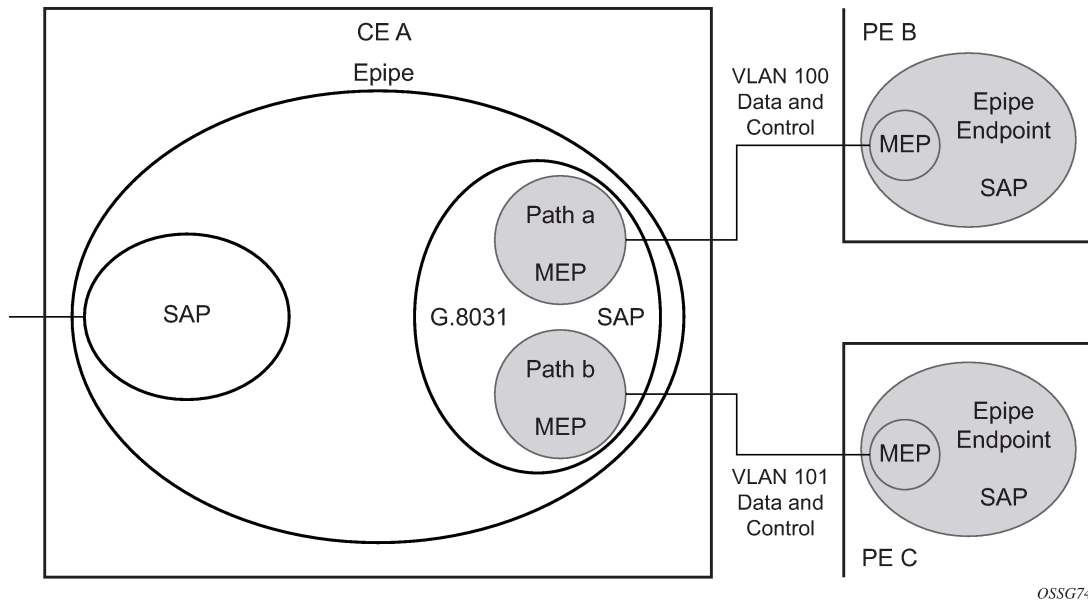 CE A
Epipe
SAP
G.8031
SAP
Path a
MEP
Path b
MEP
VLAN 100
Data and
Control
VLAN 101
Data and
Control
PE B
MEP
Epipe
Endpoint
SAP
MEP
Epipe
Endpoint
SAP
PE C